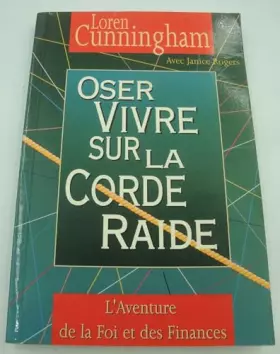 Loren
Cunningham
Avec Janice Rogers
OSER
VIVRE
SUR LA
CORDE
RAIDE
L'Aventure
de la Foi et des Finances